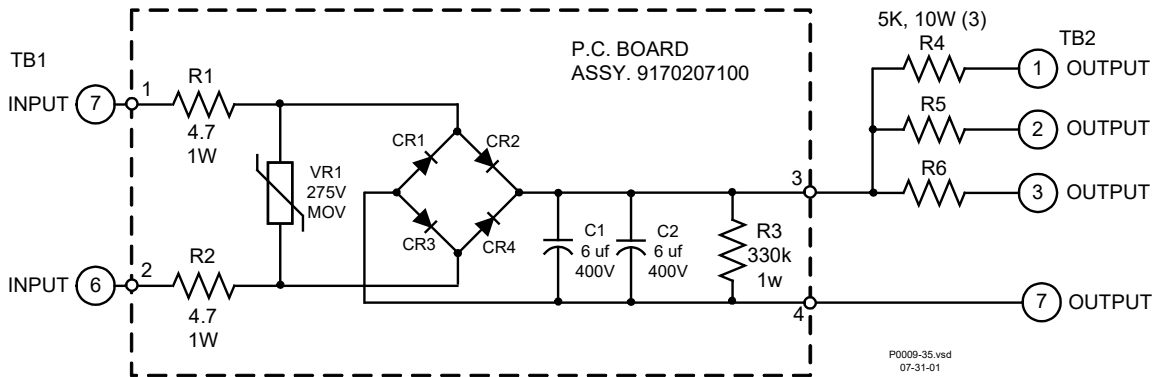 5K, 10W (3)
TB1
P.C. BOARD
ASSY. 9170207100
R4
TB2
R1
1
OUTPUT
INPUT
7
1
4.7
1W
R5
2
OUTPUT
CR1
CR2
VR1
275V
MOV
3
R6
3
OUTPUT
CR3
CR4
C1
6 uf
400V
C2
6 uf
400V
R3
330k
1w
R2
INPUT
6
2
4.7
1W
4
7
OUTPUT
P0009-35.vsd
07-31-01